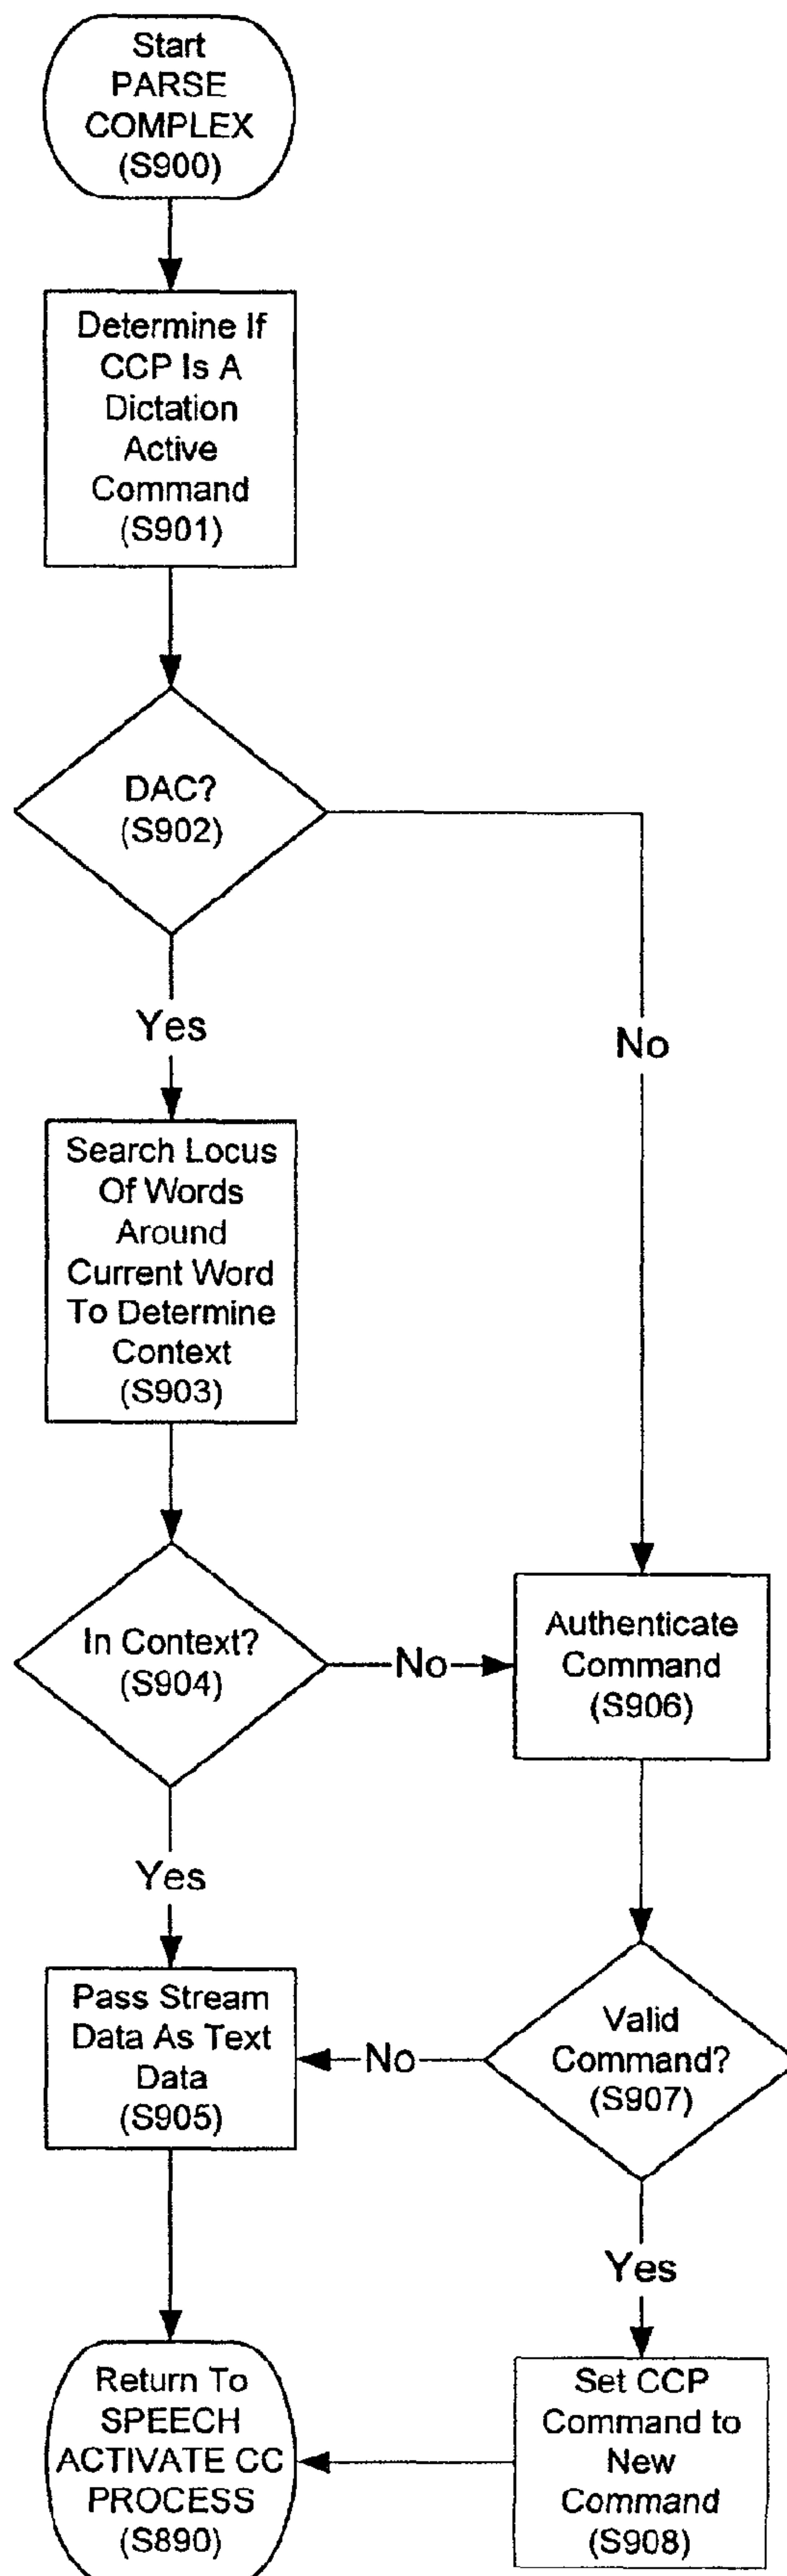 Start
PARSE
COMPLEX
(S900)
Determine If
CCP Is A
Dictation
Active
Command
(S901)
DAC?
(S902)
Yes
No
Search Locus
Of Words
Around
Current Word
To Determine
Context
(S903)
In Context?
(S904)
No
Authenticate
Command
(S906)
Yes
Pass Stream
Data As Text
Data
(S905)
No
Valid
Command?
(S907)
Yes
Return To
SPEECH
ACTIVATE CC
PROCESS
(S890)
Set CCP
Command to
New
Command
(S908)